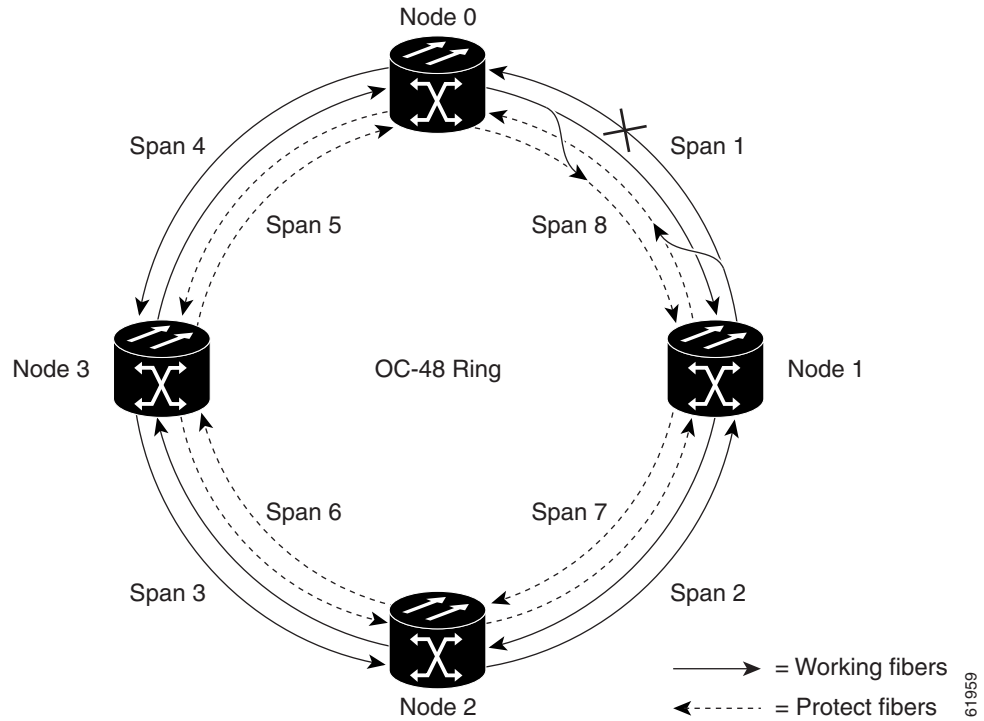 Node 0
Span 4
Span 1
Span 5
Span 8
Node 3
OC-48 Ring
Node 1
Span 6
Span 7
Span 3
Span 2
Node 2
= Working fibers
= Protect fibers
61959